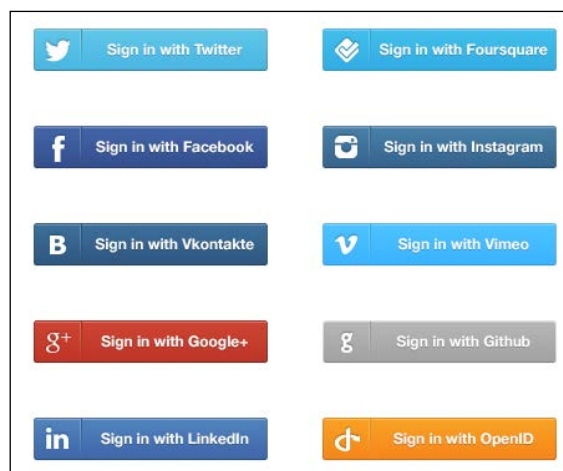 Sign in with Twitter
Sign in with Foursquare
f Sign in with Facebook
Sign in with Instagram
B Sign in with Vkontakte
v Sign in with Vimeo
g+ Sign in with Google+
g Sign in with Github
in Sign in with LinkedIn
Sign in with OpenID